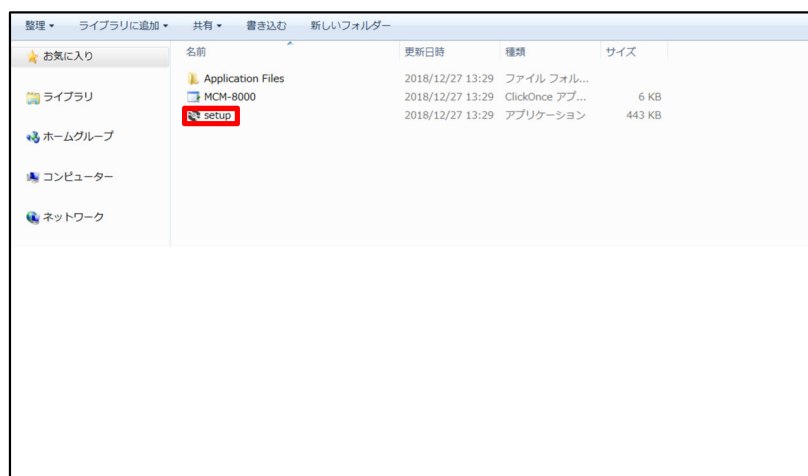 整理 ライブラリに追加 共有 書き込む 新しいフォルダー
お気に入り
ライブラリ
ホームグループ
コンピューター
ネットワーク
名前 更新日時 種類 サイズ
Application Files 2018/12/27 13:29 ファイル フォル...
MCM-8000 2018/12/27 13:29 ClickOnce アプ... 6 KB
setup 2018/12/27 13:29 アプリケーション 443 KB